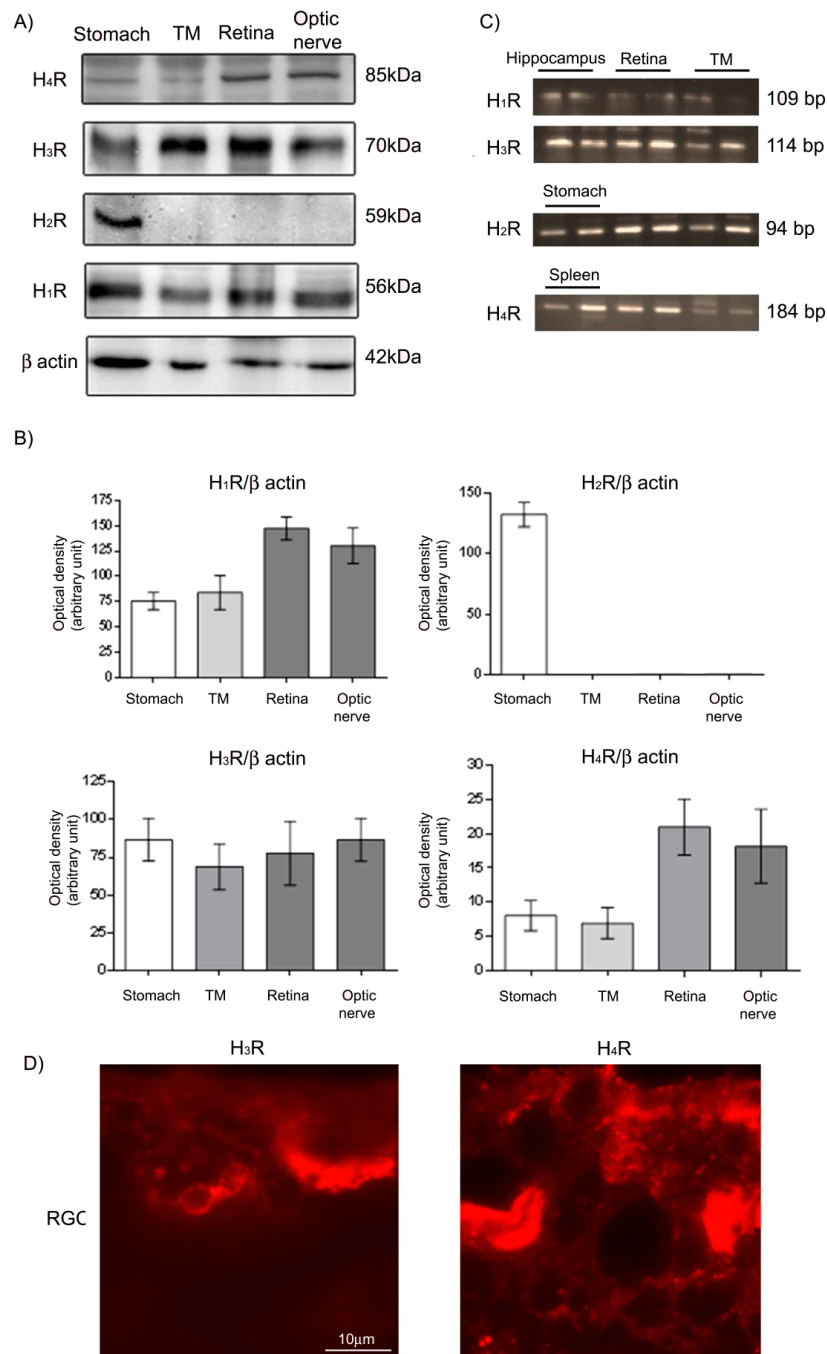 A)
Stomach TM Retina Optic nerve
H4R 85kDa
H3R 70kDa
H2R 59kDa
H1R 56kDa
β actin 42kDa
C)
Hippocampus Retina TM
H1R 109 bp
H3R 114 bp
Stomach
H2R 94 bp
Spleen
H4R 184 bp
B)
H1R/β actin
Optical density
(arbitrary unit)
175
150
125
100
75
50
25
0
Stomach TM Retina Optic nerve
H2R/β actin
Optical density
(arbitrary unit)
150
100
50
0
Stomach TM Retina Optic nerve
H3R/β actin
Optical density
(arbitrary unit)
125
100
75
50
25
0
Stomach TM Retina Optic nerve
H4R/β actin
Optical density
(arbitrary unit)
30
25
20
15
10
5
0
Stomach TM Retina Optic nerve
D)
H3R H4R
RGC
10μm